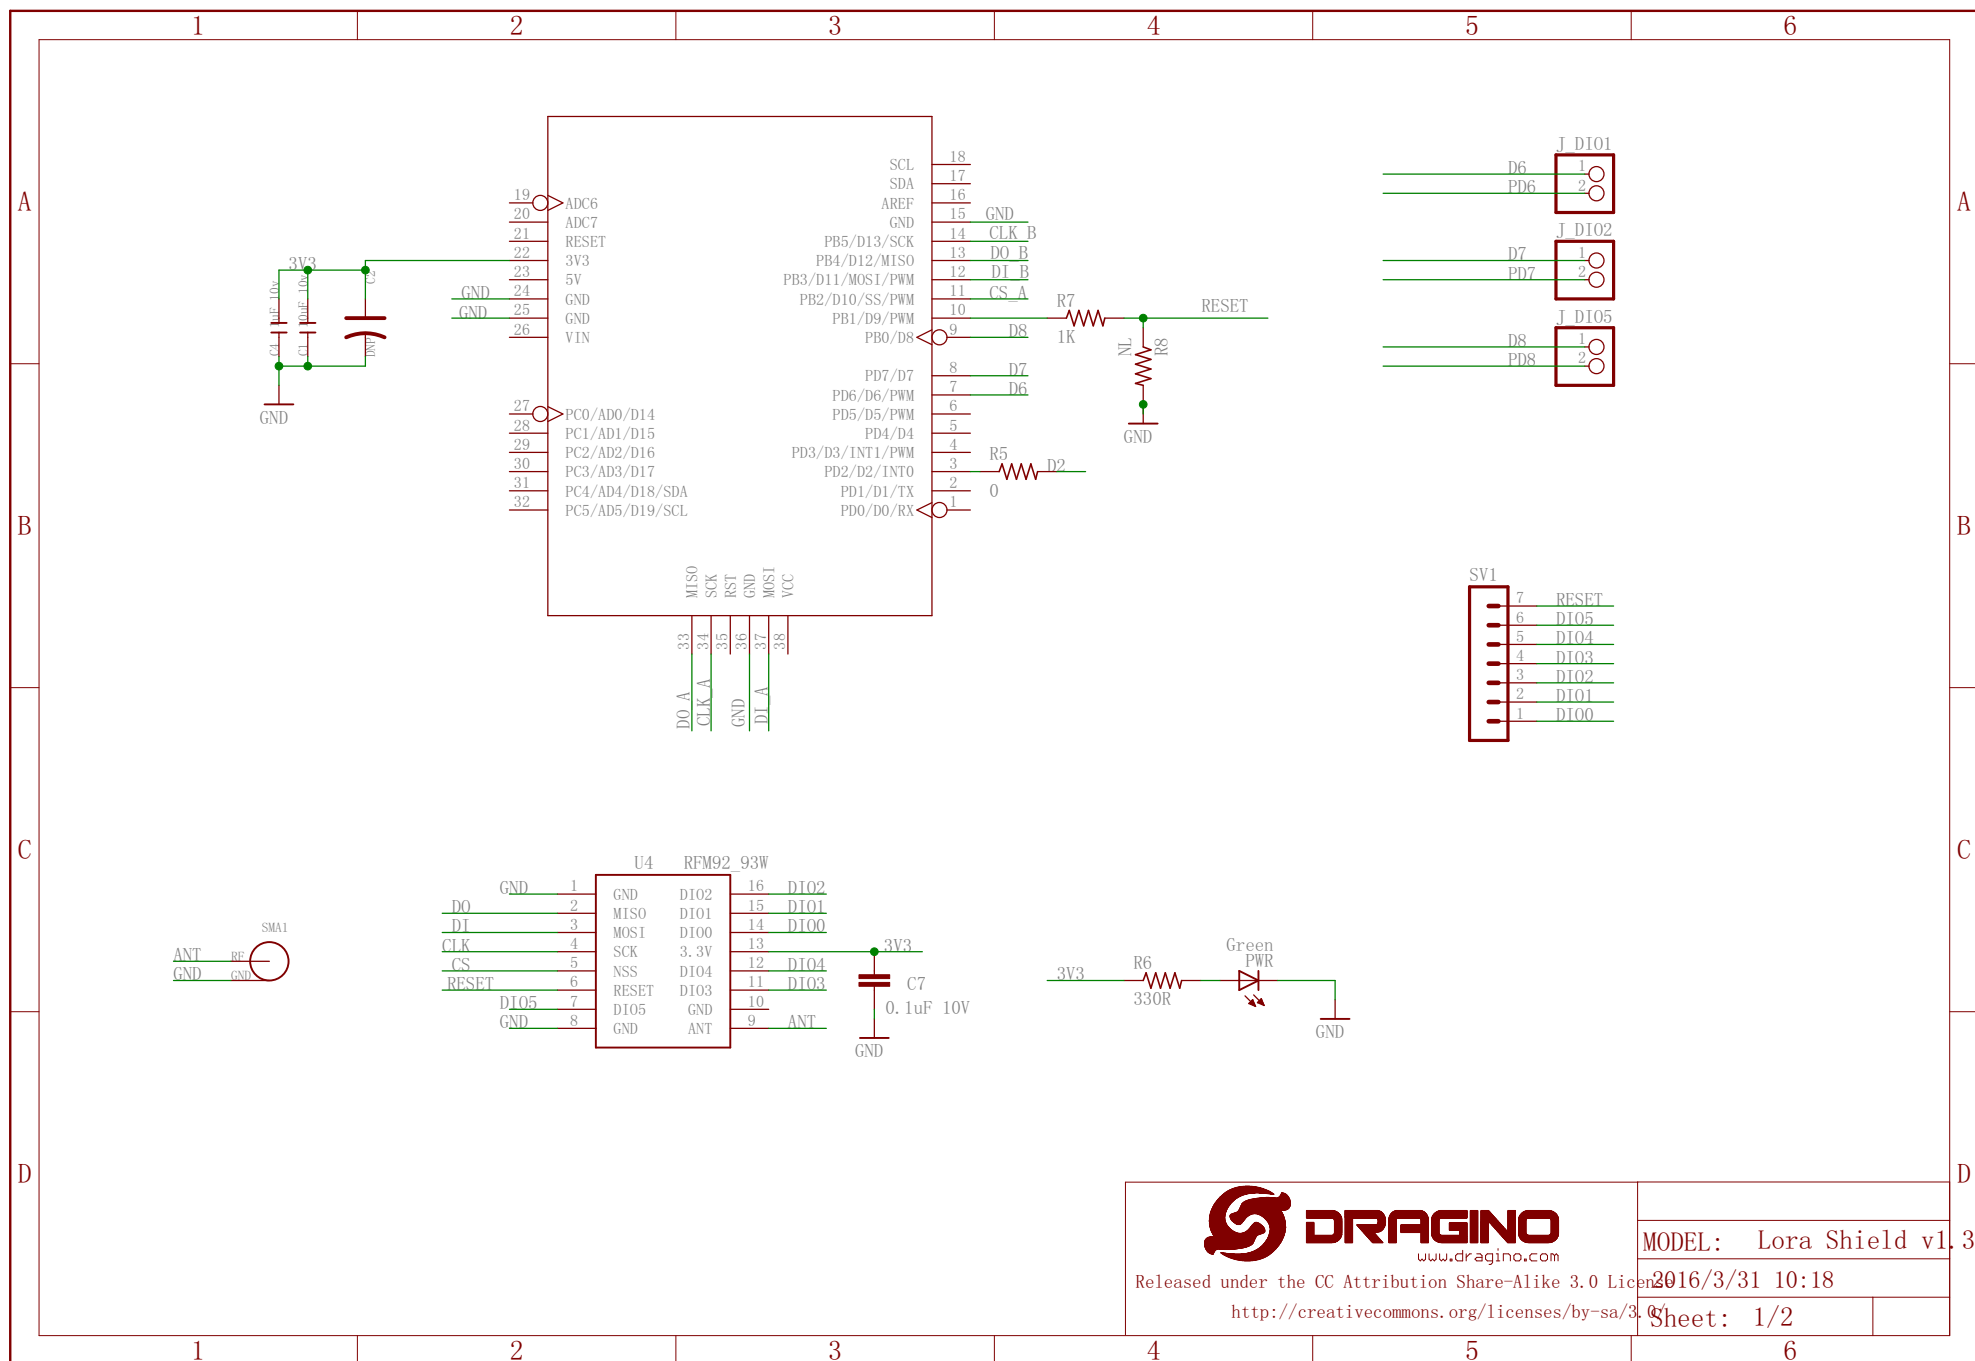 1 2 3 4 5 6
A A
B B
C C
D D
19 ADC6
20 ADC7
21 RESET
22 3V3
23 5V
24 GND
25 GND
26 VIN
27 PC0/AD0/D14
28 PC1/AD1/D15
29 PC2/AD2/D16
30 PC3/AD3/D17
31 PC4/AD4/D18/SDA
32 PC5/AD5/D19/SCL
SCL 18
SDA 17
AREF 16
GND 15 GND
PB5/D13/SCK 14 CLK_B
PB4/D12/MISO 13 DO_B
PB3/D11/MOSI/PWM 12 DI_B
PB2/D10/SS/PWM 11 CS_A
PB1/D9/PWM 10
PB0/D8 9 D8
PD7/D7 8 D7
PD6/D6/PWM 7 D6
PD5/D5/PWM 6
PD4/D4 5
PD3/D3/INT1/PWM 4
PD2/D2/INT0 3
PD1/D1/TX 2
PD0/D0/RX 1
MISO SCK RST GND MOSI VCC
33 34 35 36 37 38
DO_A CLK_A GND DI_A
3V3
C4 1uF 10v
C1 10uF 10v
C2 DNP
GND
GND
GND
R7
1K
RESET
NL R8
GND
R5
0
D2
J_DIO1
D6 1
PD6 2
J_DIO2
D7 1
PD7 2
J_DIO5
D8 1
PD8 2
SV1
7 RESET
6 DIO5
5 DIO4
4 DIO3
3 DIO2
2 DIO1
1 DIO0
SMA1
ANT RF
GND GND
U4 RFM92_93W
GND 1 GND DIO2 16 DIO2
DO 2 MISO DIO1 15 DIO1
DI 3 MOSI DIO0 14 DIO0
CLK 4 SCK 3.3V 13 3V3
CS 5 NSS DIO4 12 DIO4
RESET 6 RESET DIO3 11 DIO3
DIO5 7 DIO5 GND 10
GND 8 GND ANT 9 ANT
C7
0.1uF 10V
GND
3V3
R6
330R
Green
PWR
GND
DRAGINO
www.dragino.com
Released under the CC Attribution Share-Alike 3.0 License
http://creativecommons.org/licenses/by-sa/3.0/
MODEL: Lora Shield v1.3
2016/3/31 10:18
Sheet: 1/2
1 2 3 4 5 6